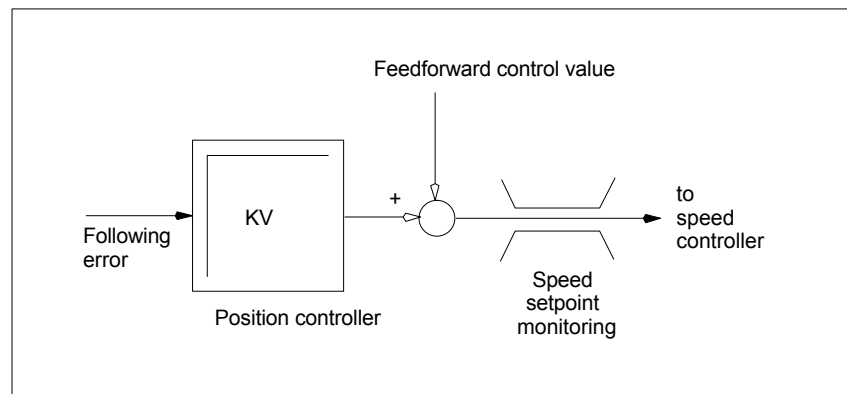 Feedforward control value
+
KV
to
speed
controller
Following
error
Speed
setpoint
monitoring
Position controller